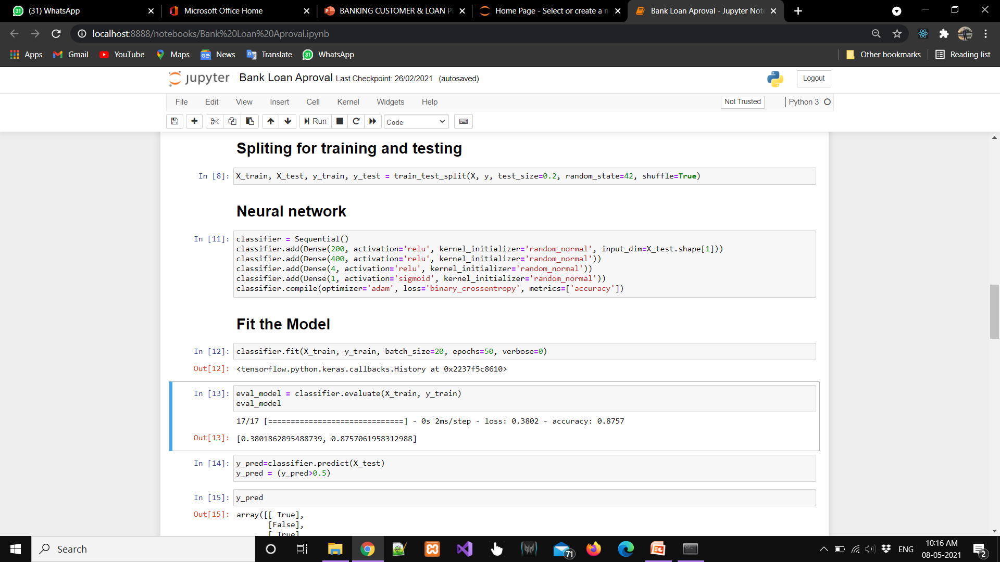 (31) WhatsApp
Microsoft Office Home
BANKING CUSTOMER & LOAN P
Home Page - Select or create a n
Bank Loan Aproval - Jupyter Not
localhost:8888/notebooks/Bank%20Loan%20Aproval.ipynb
Apps Gmail YouTube Maps News Translate 31 WhatsApp Other bookmarks Reading list
jupyter Bank Loan Aproval Last Checkpoint: 26/02/2021 (autosaved) Logout
File Edit View Insert Cell Kernel Widgets Help Not Trusted Python 3
Run Code
Spliting for training and testing
In [8]: X_train, X_test, y_train, y_test = train_test_split(X, y, test_size=0.2, random_state=42, shuffle=True)
Neural network
In [11]: classifier = Sequential()
classifier.add(Dense(200, activation='relu', kernel_initializer='random_normal', input_dim=X_test.shape[1]))
classifier.add(Dense(400, activation='relu', kernel_initializer='random_normal'))
classifier.add(Dense(4, activation='relu', kernel_initializer='random_normal'))
classifier.add(Dense(1, activation='sigmoid', kernel_initializer='random_normal'))
classifier.compile(optimizer='adam', loss='binary_crossentropy', metrics=['accuracy'])
Fit the Model
In [12]: classifier.fit(X_train, y_train, batch_size=20, epochs=50, verbose=0)
Out[12]: <tensorflow.python.keras.callbacks.History at 0x2237f5c8610>
In [13]: eval_model = classifier.evaluate(X_train, y_train)
eval_model
17/17 [==============================] - 0s 2ms/step - loss: 0.3802 - accuracy: 0.8757
Out[13]: [0.3801862895488739, 0.8757061958312988]
In [14]: y_pred=classifier.predict(X_test)
y_pred = (y_pred>0.5)
In [15]: y_pred
Out[15]: array([[ True],
[False],
[ True]
Search
71
ENG
10:16 AM
08-05-2021
2